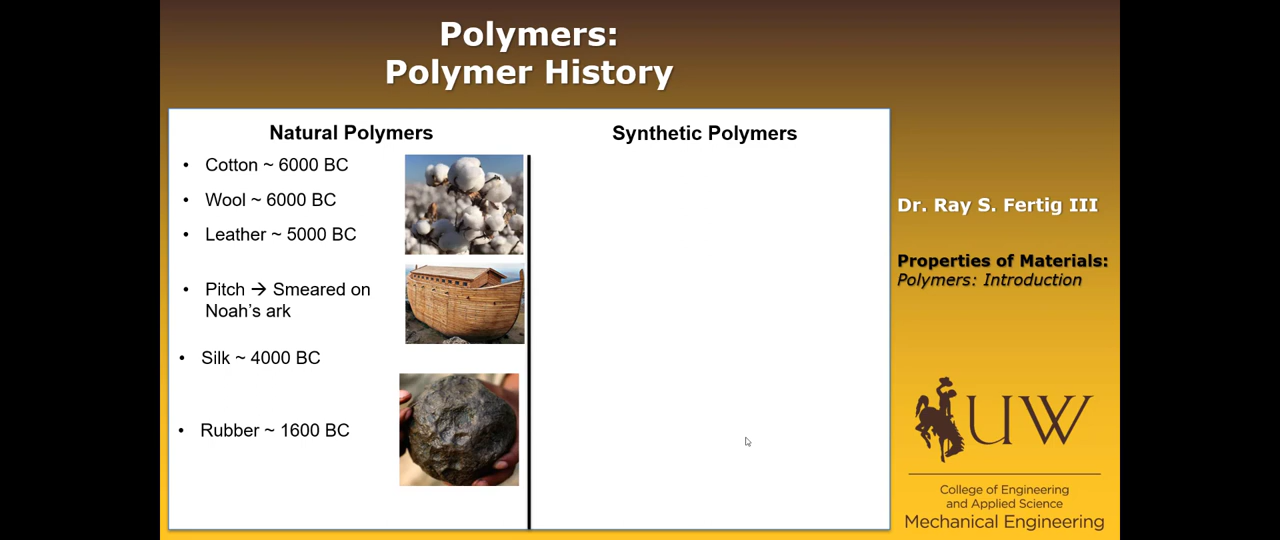 Polymers:
Polymer History
Natural Polymers
• Cotton ~ 6000 BC
• Wool ~ 6000 BC
• Leather ~ 5000 BC
• Pitch → Smeared on
Noah's ark
• Silk ~ 4000 BC
• Rubber ~ 1600 BC
Synthetic Polymers
Dr. Ray S. Fertig III
Properties of Materials:
Polymers: Introduction
UW
College of Engineering
and Applied Science
Mechanical Engineering